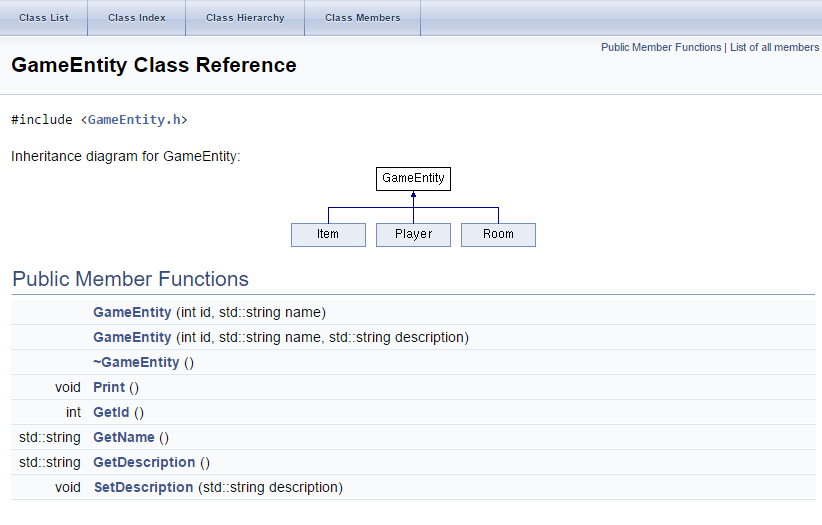 Class List Class Index Class Hierarchy Class Members
Public Member Functions | List of all members
GameEntity Class Reference
#include <GameEntity.h>
Inheritance diagram for GameEntity:
GameEntity
Item Player Room
Public Member Functions
GameEntity (int id, std::string name)
GameEntity (int id, std::string name, std::string description)
~GameEntity ()
void Print ()
int GetId ()
std::string GetName ()
std::string GetDescription ()
void SetDescription (std::string description)